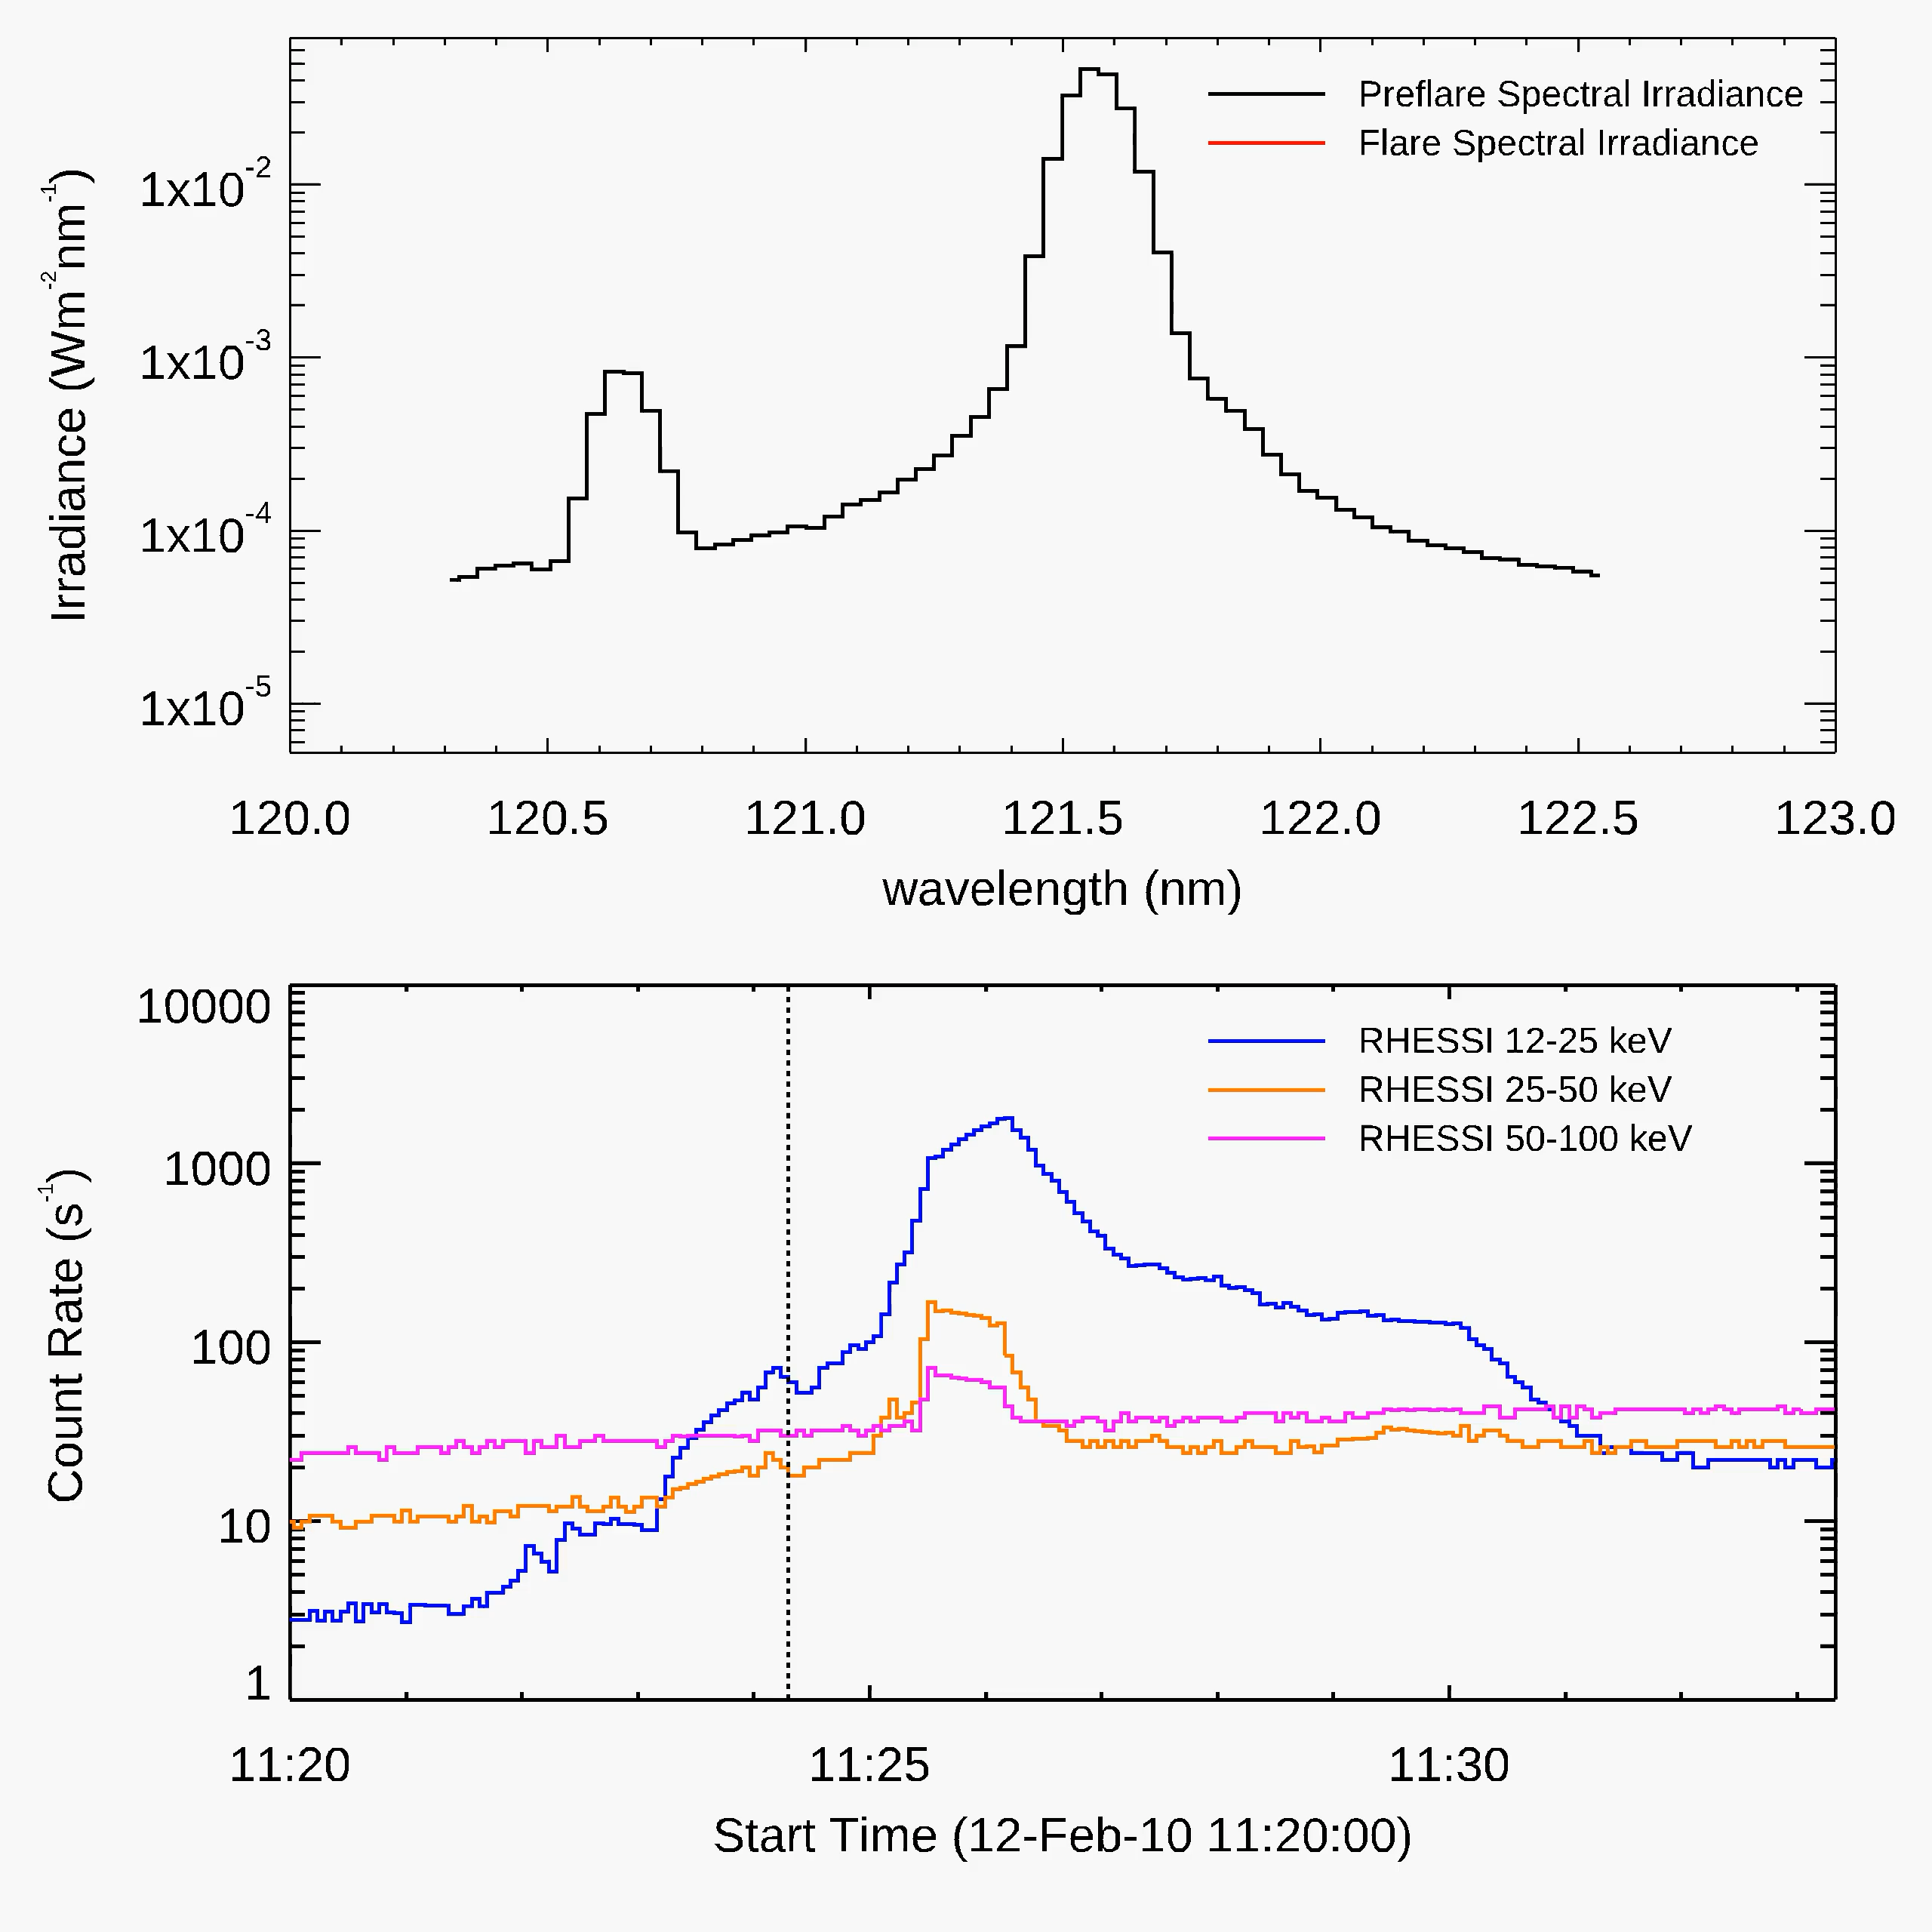 Preflare Spectral Irradiance
Flare Spectral Irradiance
Irradiance (Wm⁻²nm⁻¹)
1x10⁻²
1x10⁻³
1x10⁻⁴
1x10⁻⁵
120.0 120.5 121.0 121.5 122.0 122.5 123.0
wavelength (nm)
RHESSI 12-25 keV
RHESSI 25-50 keV
RHESSI 50-100 keV
Count Rate (s⁻¹)
10000
1000
100
10
1
11:20 11:25 11:30
Start Time (12-Feb-10 11:20:00)